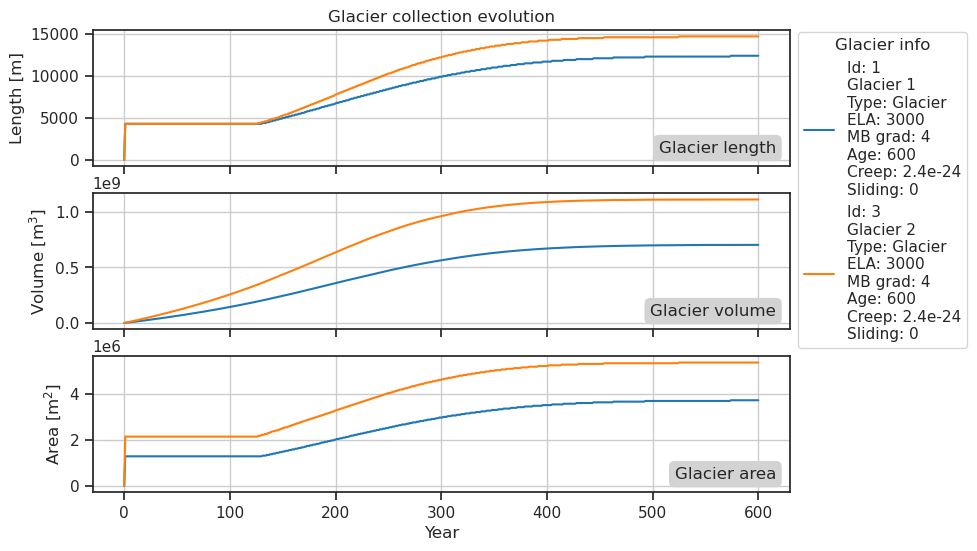 Glacier collection evolution
Length [m]
15000
10000
5000
0
Glacier length
1e9
Volume [m³]
1.0
0.5
0.0
Glacier volume
1e6
Area [m²]
4
2
0
Glacier area
0 100 200 300 400 500 600
Year
Glacier info
Id: 1
Glacier 1
Type: Glacier
ELA: 3000
MB grad: 4
Age: 600
Creep: 2.4e-24
Sliding: 0
Id: 3
Glacier 2
Type: Glacier
ELA: 3000
MB grad: 4
Age: 600
Creep: 2.4e-24
Sliding: 0